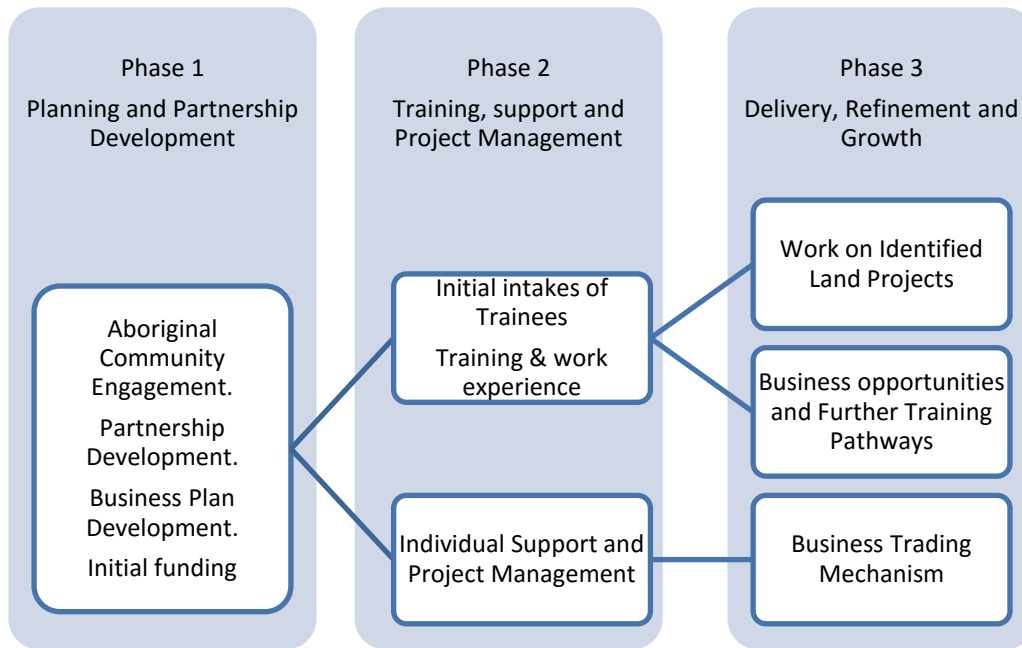 Phase 1
Planning and Partnership
Development
Aboriginal
Community
Engagement.
Partnership
Development.
Business Plan
Development.
Initial funding
Phase 2
Training, support and
Project Management
Initial intakes of
Trainees
Training & work
experience
Individual Support and
Project Management
Phase 3
Delivery, Refinement and
Growth
Work on Identified
Land Projects
Business opportunities
and Further Training
Pathways
Business Trading
Mechanism